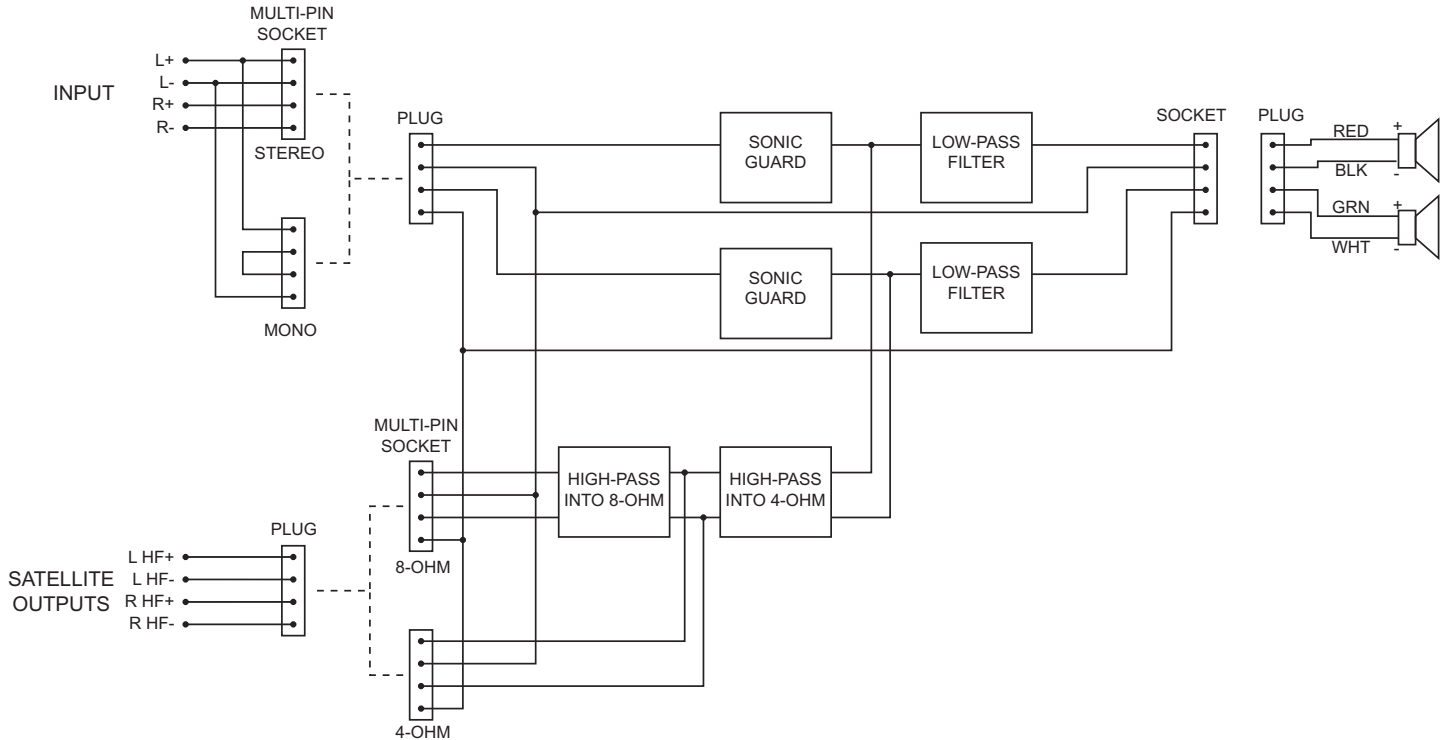 MULTI-PIN
SOCKET
INPUT
L+
L-
R+
R-
STEREO
MONO
PLUG
SONIC
GUARD
LOW-PASS
FILTER
SONIC
GUARD
LOW-PASS
FILTER
SOCKET
PLUG
RED
+
BLK
-
GRN
+
WHT
-
MULTI-PIN
SOCKET
HIGH-PASS
INTO 8-OHM
HIGH-PASS
INTO 4-OHM
8-OHM
PLUG
SATELLITE
OUTPUTS
L HF+
L HF-
R HF+
R HF-
4-OHM